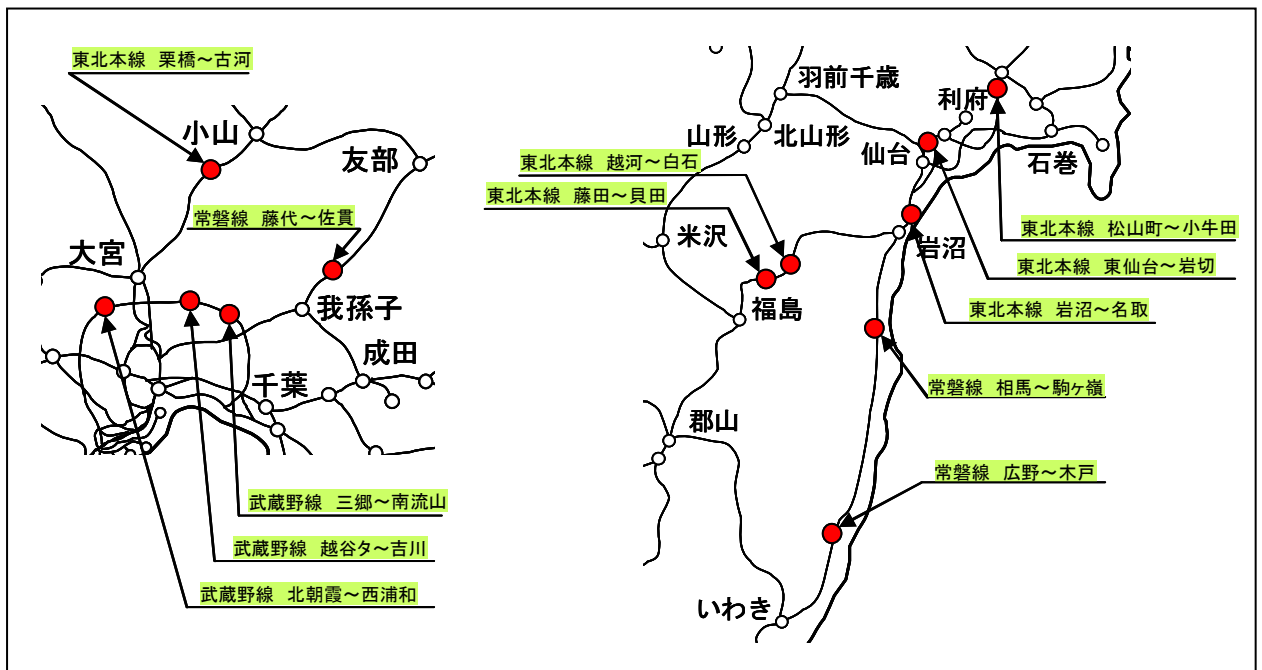 東北本線 栗橋～古河
小山
友部
常磐線 藤代～佐貫
大宮
我孫子
成田
千葉
武蔵野線 三郷～南流山
武蔵野線 越谷タ～吉川
武蔵野線 北朝霞～西浦和
羽前千歳
利府
山形
北山形
仙台
石巻
東北本線 越河～白石
東北本線 藤田～貝田
米沢
岩沼
東北本線 松山町～小牛田
東北本線 東仙台～岩切
東北本線 岩沼～名取
福島
常磐線 相馬～駒ヶ嶺
郡山
常磐線 広野～木戸
いわき